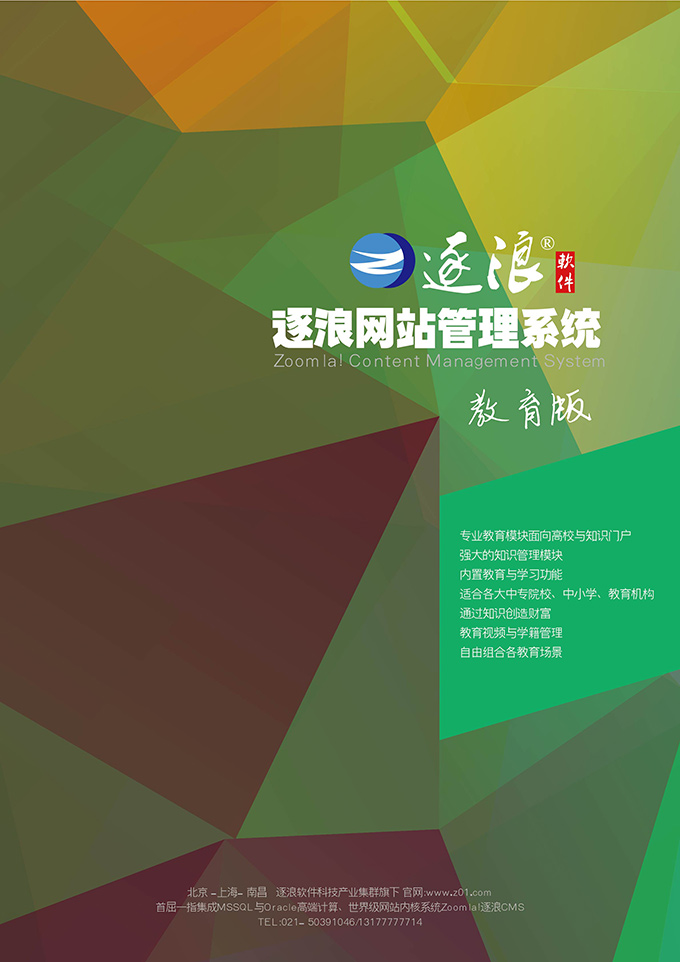 逐浪®
軟件
逐浪网站管理系统
Zoomla! Content Management System
教育版
专业教育模块面向高校与知识门户
强大的知识管理模块
内置教育与学习功能
适合各大中专院校、中小学、教育机构
通过知识创造财富
教育视频与学籍管理
自由组合各教育场景
北京-上海-南昌 逐浪软件科技产业集群旗下 官网:www.z01.com
首屈一指集成MSSQL与Oracle高端计算、世界级网站内核系统Zoomla!逐浪CMS
TEL:021-50391046/13177777714